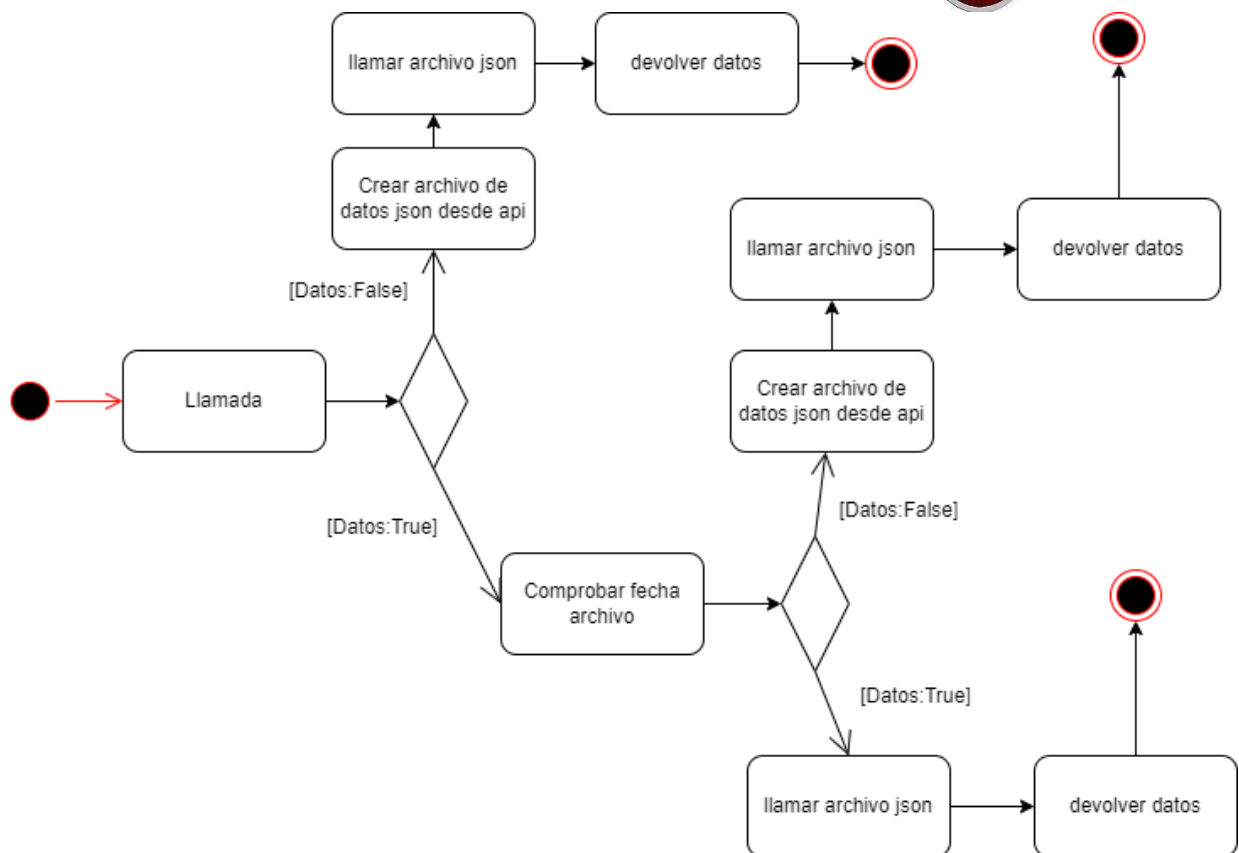 llamar archivo json
devolver datos
Crear archivo de
datos json desde api
[Datos:False]
Llamada
[Datos:True]
Comprobar fecha
archivo
llamar archivo json
devolver datos
Crear archivo de
datos json desde api
[Datos:False]
[Datos:True]
llamar archivo json
devolver datos